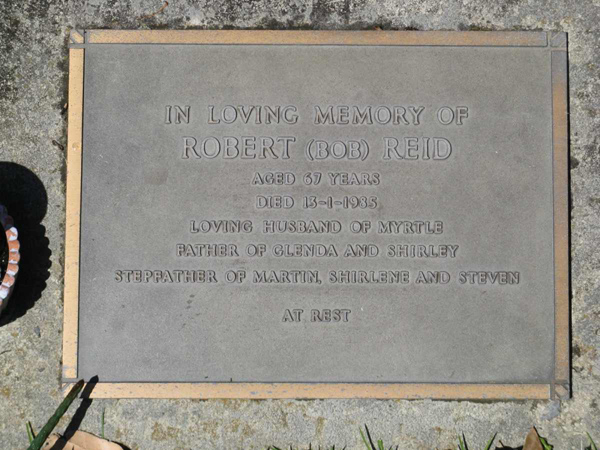 IN LOVING MEMORY OF
ROBERT (BOB) REID
AGED 67 YEARS
DIED 13-1-1985
LOVING HUSBAND OF MYRTLE
FATHER OF GLENDA AND SHIRLEY
STEPFATHER OF MARTIN, SHIRLENE AND STEVEN
AT REST